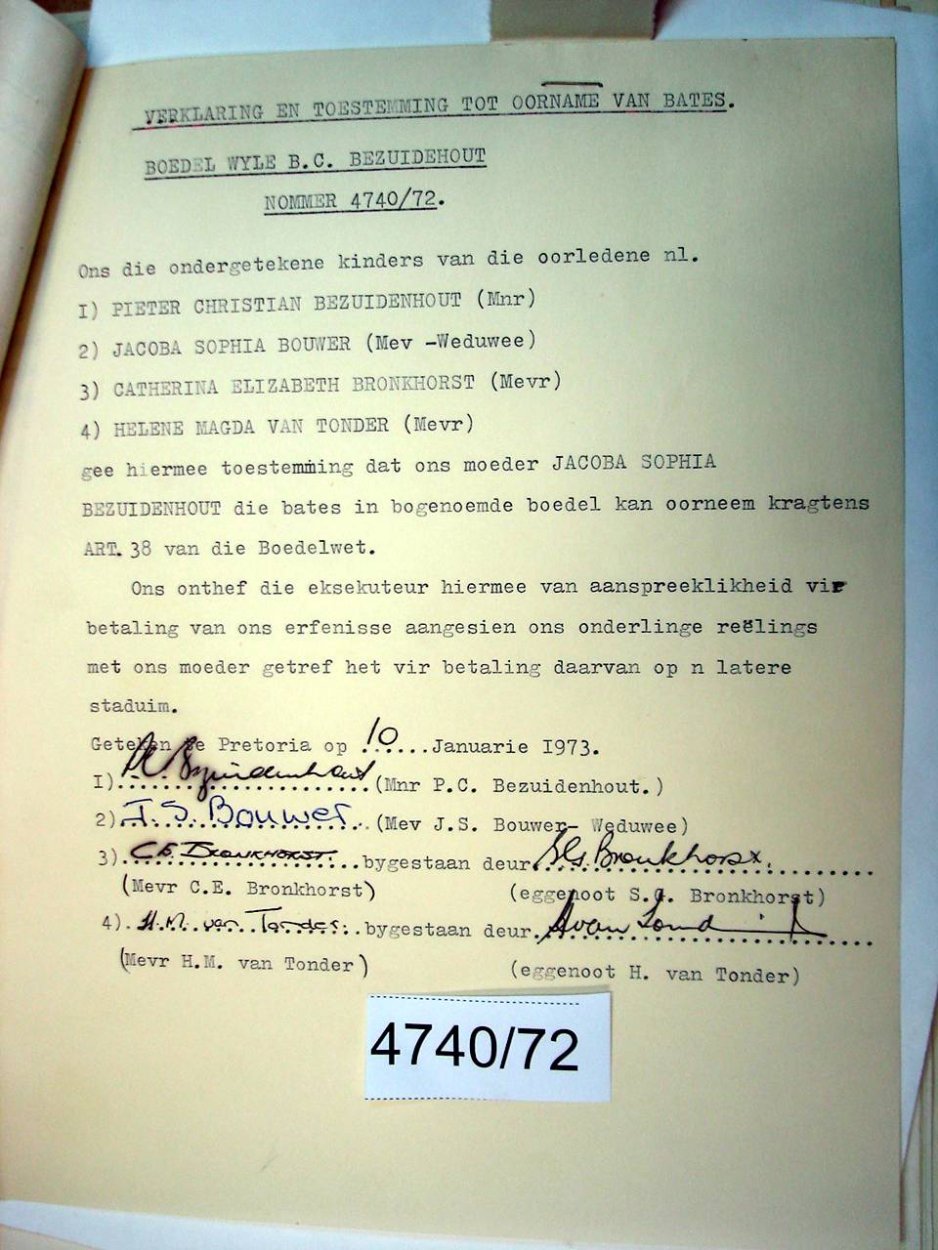 VERKLARING EN TOESTEMMING TOT OORNAME VAN BATES.
BOEDEL WYLE B.C. BEZUIDEHOUT
NOMMER 4740/72.
Ons die ondergetekene kinders van die oorledene nl.
1) PIETER CHRISTIAN BEZUIDENHOUT (Mnr)
2) JACOBA SOPHIA BOUWER (Mev -Weduwee)
3) CATHERINA ELIZABETH BRONKHORST (Mevr)
4) HELENE MAGDA VAN TONDER (Mevr)
gee hiermee toestemming dat ons moeder JACOBA SOPHIA
BEZUIDENHOUT die bates in bogenoemde boedel kan oorneem kragtens
ART. 38 van die Boedelwet.
Ons onthef die eksekuteur hiermee van aanspreeklikheid vir
betaling van ons erfenisse aangesien ons onderlinge reëlings
met ons moeder getref het vir betaling daarvan op n latere
staduim.
Geteken te Pretoria op 10 ...Januarie 1973.
1) P.C. Bezuidenhout (Mnr P.C. Bezuidenhout.)
2) J.S. Bouwer (Mev J.S. Bouwer- Weduwee)
3) C.E. BRONKHORST bygestaan deur S.G. Bronkhorst
(Mevr C.E. Bronkhorst) (eggenoot S.G. Bronkhorst)
4) H.M. van Tonder bygestaan deur H van Tonder
(Mevr H.M. van Tonder) (eggenoot H. van Tonder)
4740/72